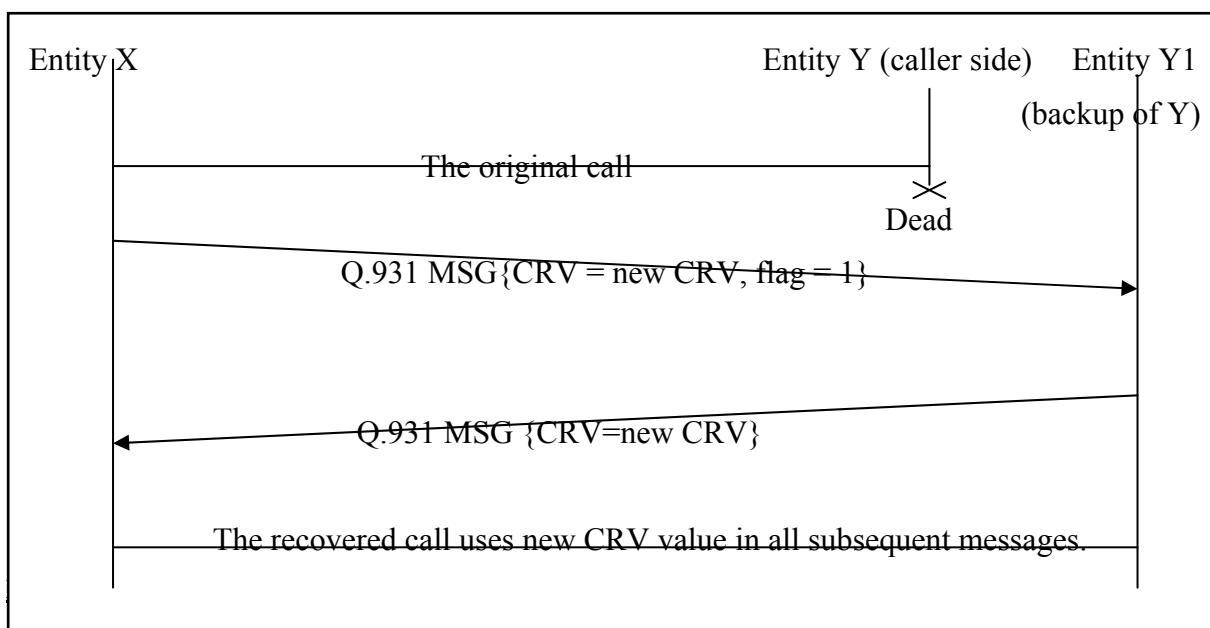 Entity X
Entity Y (caller side)
Entity Y1
(backup of Y)
The original call
Dead
Q.931 MSG{CRV = new CRV, flag = 1}
Q.931 MSG {CRV=new CRV}
The recovered call uses new CRV value in all subsequent messages.